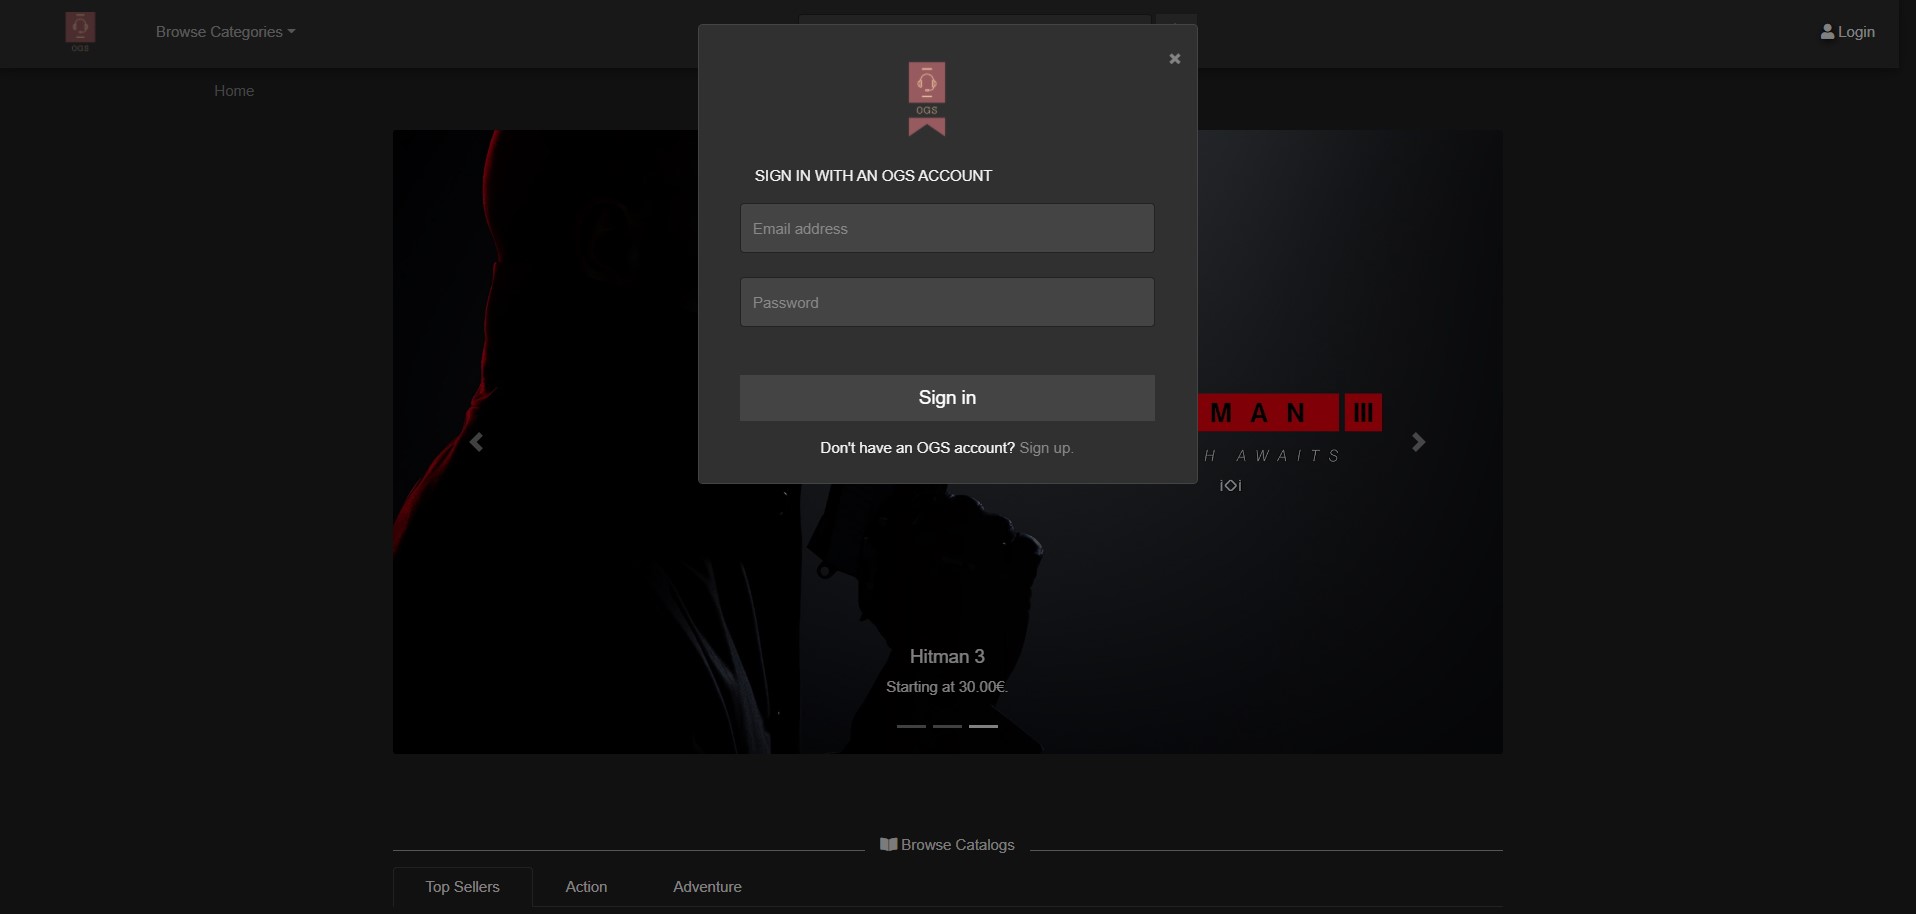 OGS
Browse Categories
Login
Home
OGS
SIGN IN WITH AN OGS ACCOUNT
Email address
Password
Sign in
Don't have an OGS account? Sign up.
MAN III
H AWAITS
Hitman 3
Starting at 30.00€.
Browse Catalogs
Top Sellers
Action
Adventure